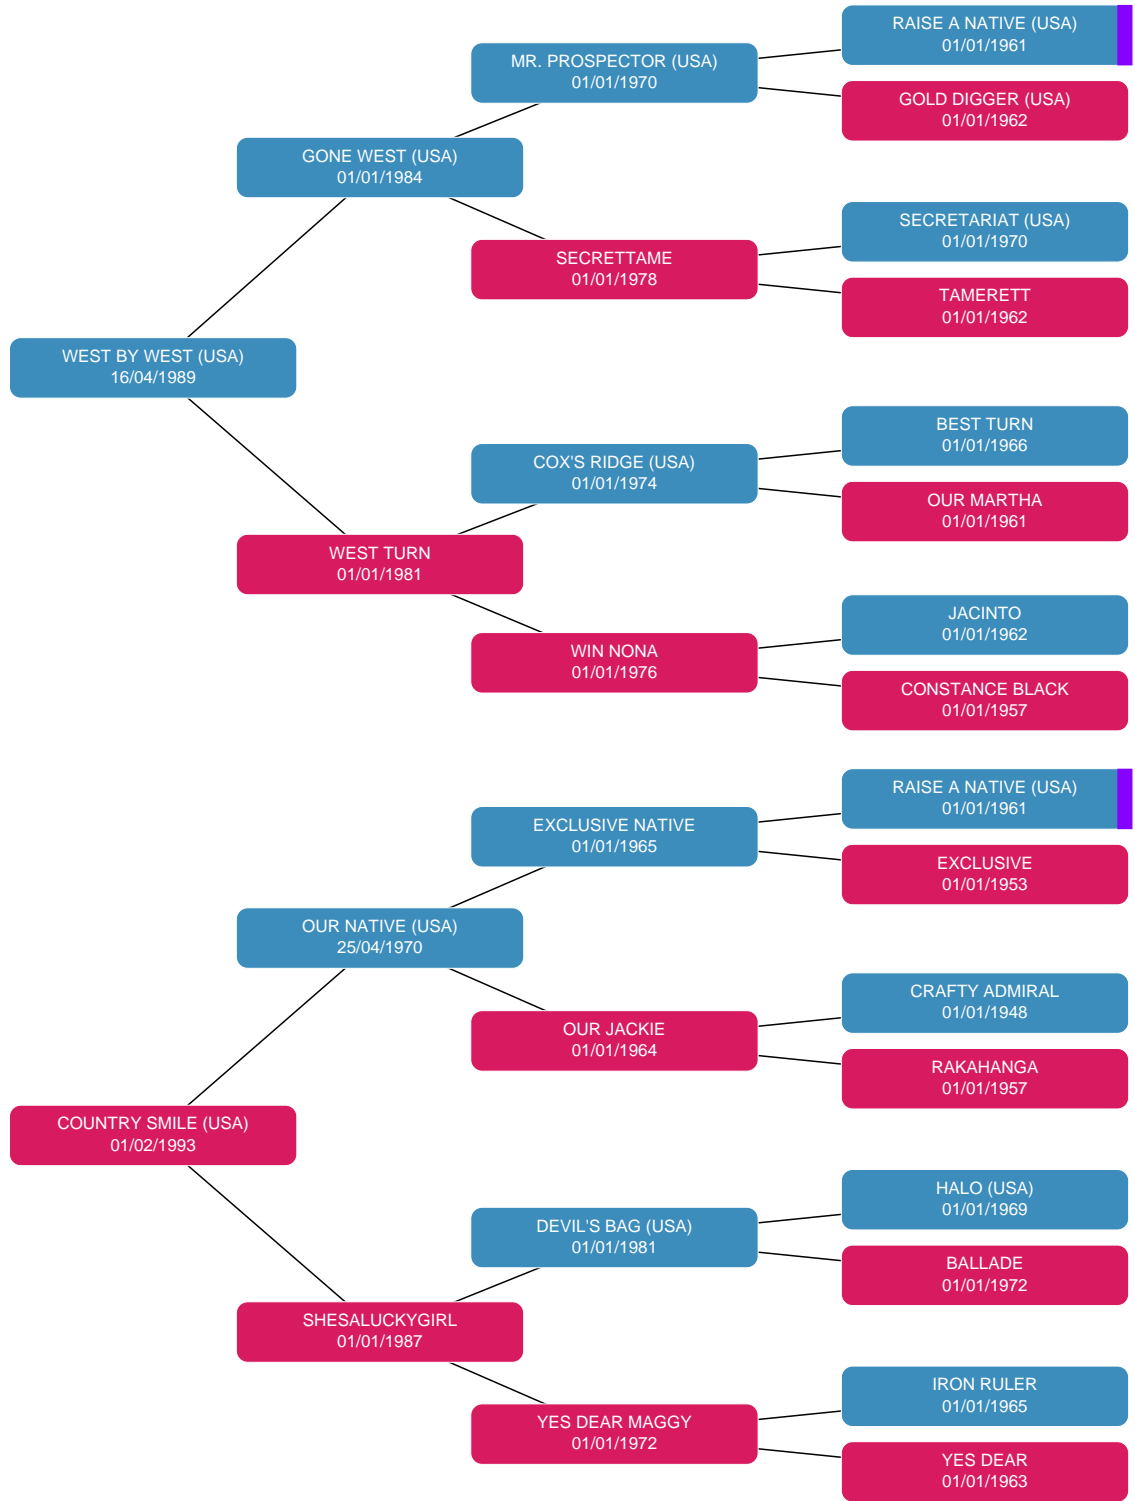 RAISE A NATIVE (USA)
01/01/1961
MR. PROSPECTOR (USA)
01/01/1970
GOLD DIGGER (USA)
01/01/1962
GONE WEST (USA)
01/01/1984
SECRETARIAT (USA)
01/01/1970
SECRETTAME
01/01/1978
TAMERETT
01/01/1962
WEST BY WEST (USA)
16/04/1989
BEST TURN
01/01/1966
COX'S RIDGE (USA)
01/01/1974
OUR MARTHA
01/01/1961
WEST TURN
01/01/1981
JACINTO
01/01/1962
WIN NONA
01/01/1976
CONSTANCE BLACK
01/01/1957
RAISE A NATIVE (USA)
01/01/1961
EXCLUSIVE NATIVE
01/01/1965
EXCLUSIVE
01/01/1953
OUR NATIVE (USA)
25/04/1970
CRAFTY ADMIRAL
01/01/1948
OUR JACKIE
01/01/1964
RAKAHANGA
01/01/1957
COUNTRY SMILE (USA)
01/02/1993
HALO (USA)
01/01/1969
DEVIL'S BAG (USA)
01/01/1981
BALLADE
01/01/1972
SHESALUCKYGIRL
01/01/1987
IRON RULER
01/01/1965
YES DEAR MAGGY
01/01/1972
YES DEAR
01/01/1963